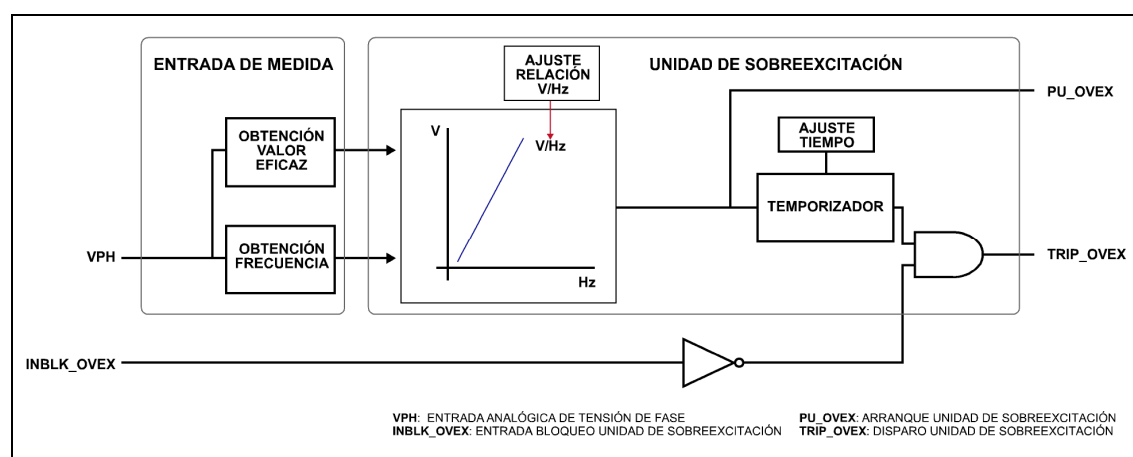 ENTRADA DE MEDIDA
UNIDAD DE SOBREEXCITACIÓN
AJUSTE
RELACIÓN
V/Hz
PU_OVEX
OBTENCIÓN
VALOR
EFICAZ
V
V/Hz
AJUSTE
TIEMPO
TEMPORIZADOR
VPH
OBTENCIÓN
FRECUENCIA
Hz
TRIP_OVEX
INBLK_OVEX
VPH: ENTRADA ANALÓGICA DE TENSIÓN DE FASE
INBLK_OVEX: ENTRADA BLOQUEO UNIDAD DE SOBREEXCITACIÓN
PU_OVEX: ARRANQUE UNIDAD DE SOBREEXCITACIÓN
TRIP_OVEX: DISPARO UNIDAD DE SOBREEXCITACIÓN